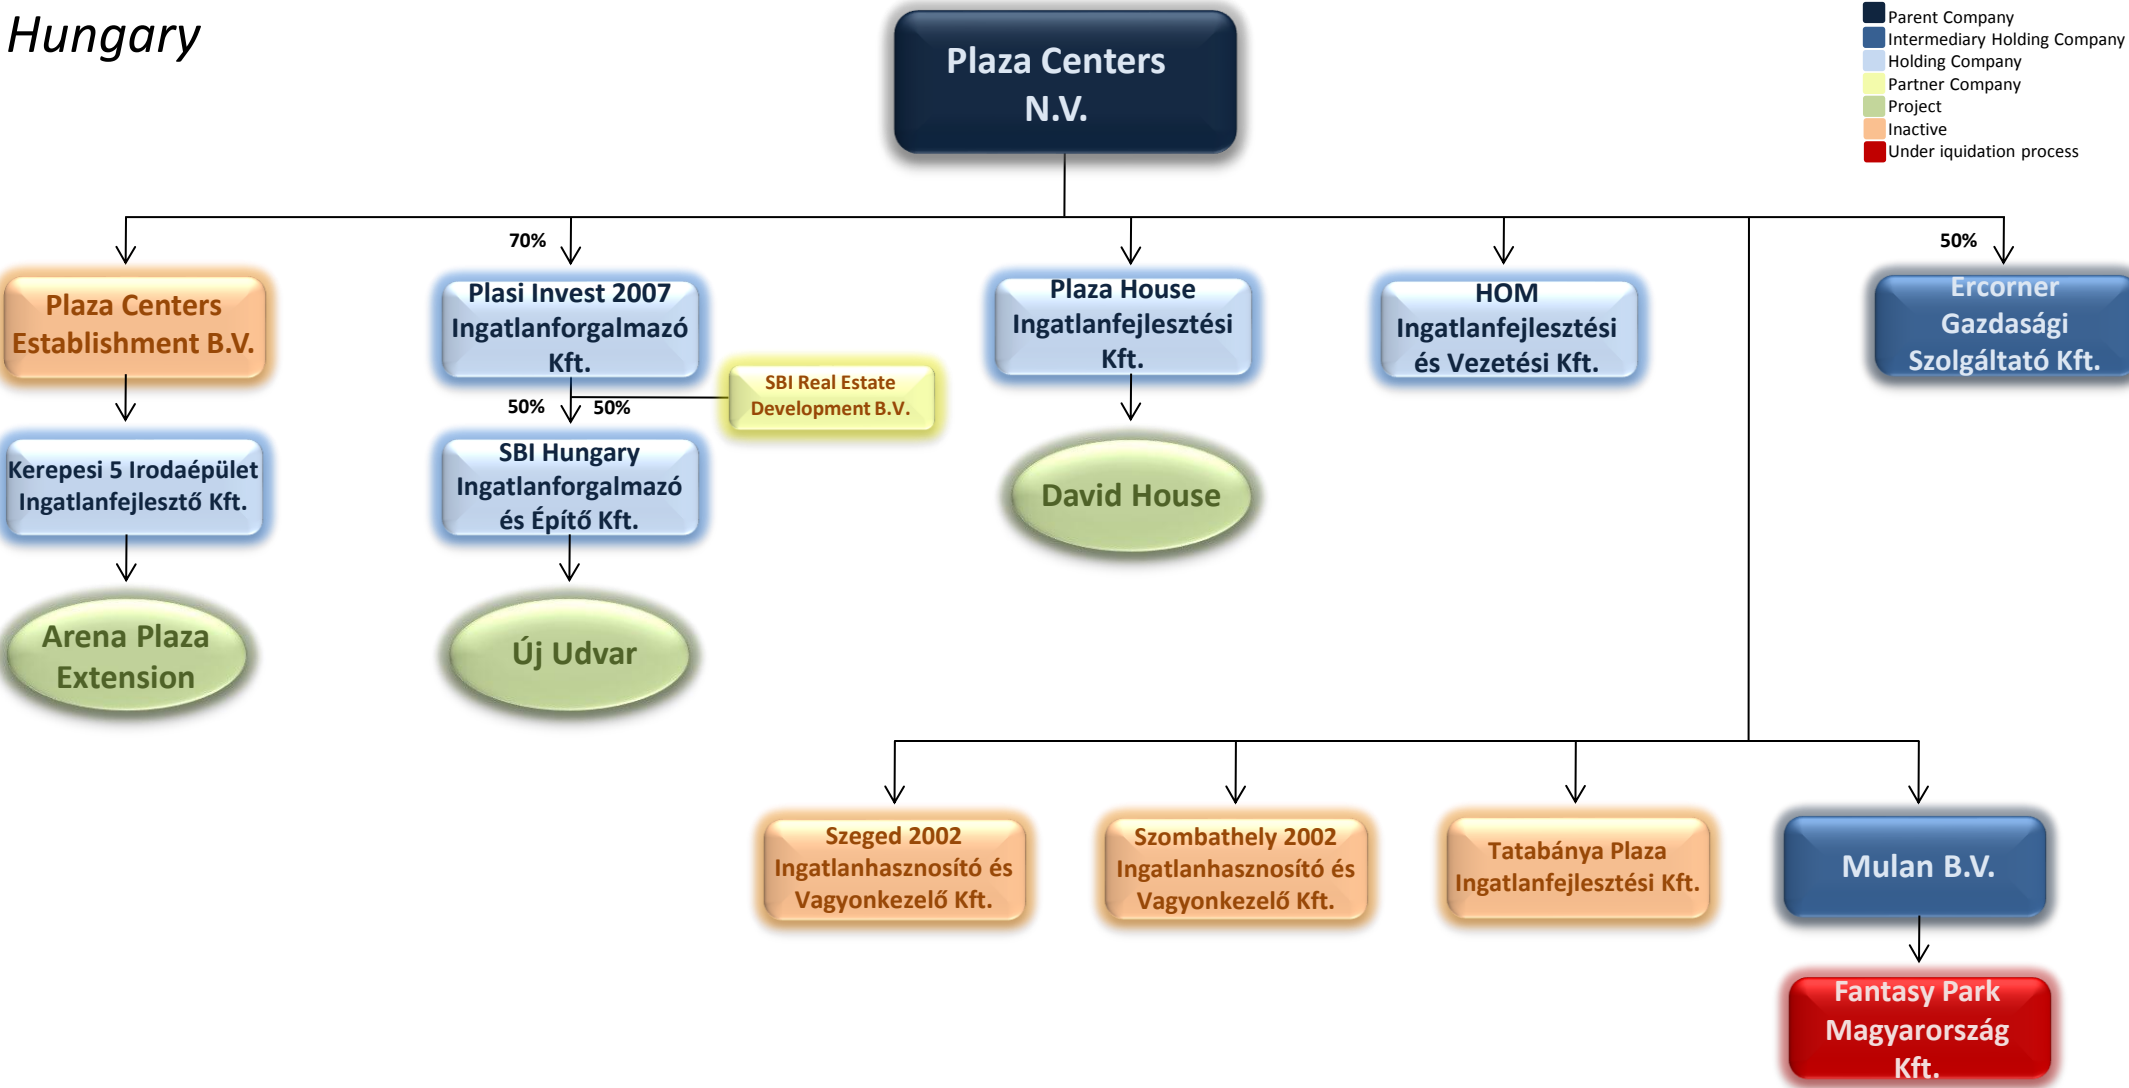 Hungary
Plaza Centers
N.V.
Parent Company
Intermediary Holding Company
Holding Company
Partner Company
Project
Inactive
Under iquidation process
70%
50%
Plaza Centers
Establishment B.V.
Plasi Invest 2007
Ingatlanforgalmazó
Kft.
Plaza House
Ingatlanfejlesztési
Kft.
HOM
Ingatlanfejlesztési
és Vezetési Kft.
Ercorner
Gazdasági
Szolgáltató Kft.
SBI Real Estate
Development B.V.
50%
50%
Kerepesi 5 Irodaépület
Ingatlanfejlesztő Kft.
SBI Hungary
Ingatlanforgalmazó
és Építő Kft.
David House
Arena Plaza
Extension
Új Udvar
Szeged 2002
Ingatlanhasznosító és
Vagyonkezelő Kft.
Szombathely 2002
Ingatlanhasznosító és
Vagyonkezelő Kft.
Tatabánya Plaza
Ingatlanfejlesztési Kft.
Mulan B.V.
Fantasy Park
Magyarország
Kft.